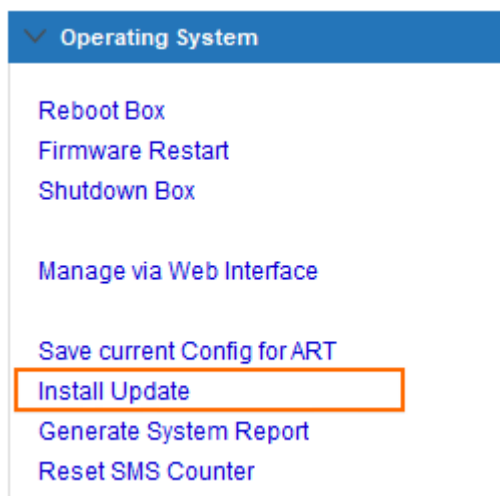 Operating System
Reboot Box
Firmware Restart
Shutdown Box
Manage via Web Interface
Save current Config for ART
Install Update
Generate System Report
Reset SMS Counter